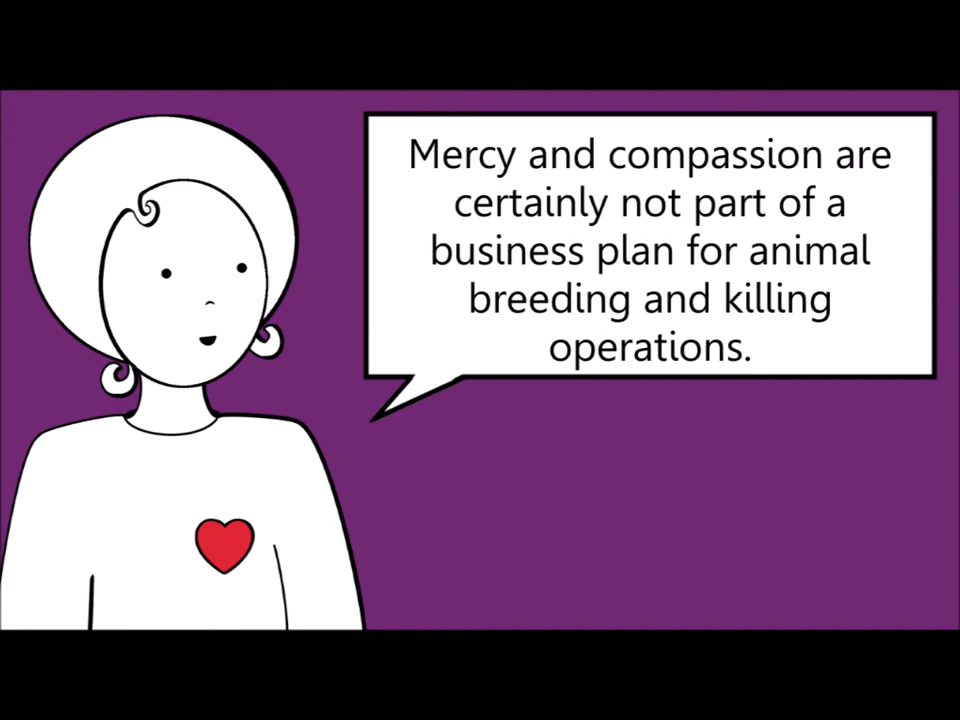 Mercy and compassion are
certainly not part of a
business plan for animal
breeding and killing
operations.